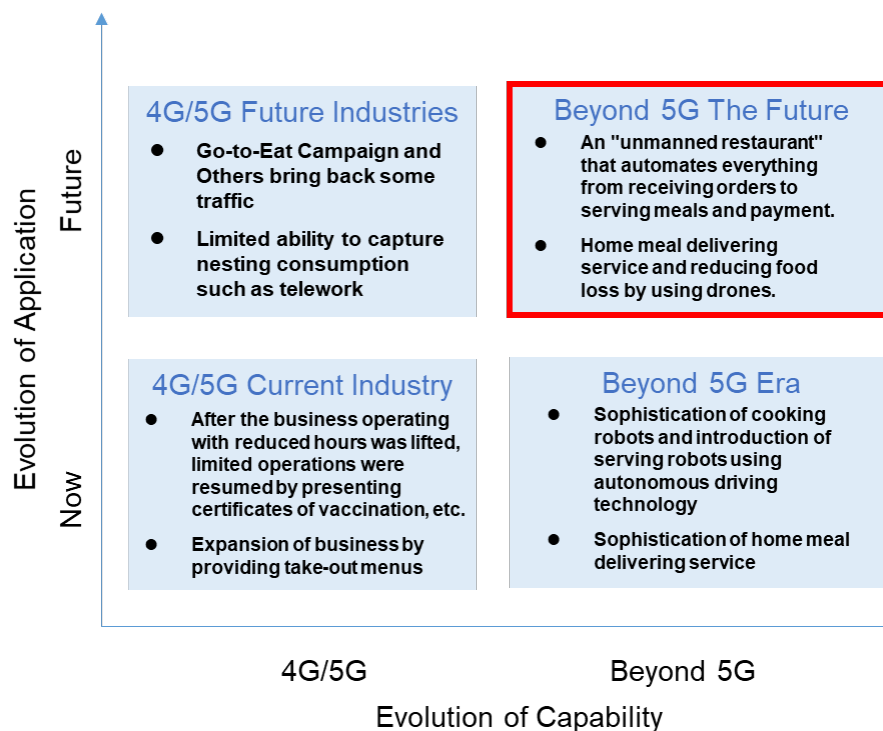 Evolution of Application
Future
Now
4G/5G Future Industries
● Go-to-Eat Campaign and
Others bring back some
traffic
● Limited ability to capture
nesting consumption
such as telework
Beyond 5G The Future
● An "unmanned restaurant"
that automates everything
from receiving orders to
serving meals and payment.
● Home meal delivering
service and reducing food
loss by using drones.
4G/5G Current Industry
● After the business operating
with reduced hours was lifted,
limited operations were
resumed by presenting
certificates of vaccination, etc.
● Expansion of business by
providing take-out menus
Beyond 5G Era
● Sophistication of cooking
robots and introduction of
serving robots using
autonomous driving
technology
● Sophistication of home meal
delivering service
4G/5G
Beyond 5G
Evolution of Capability